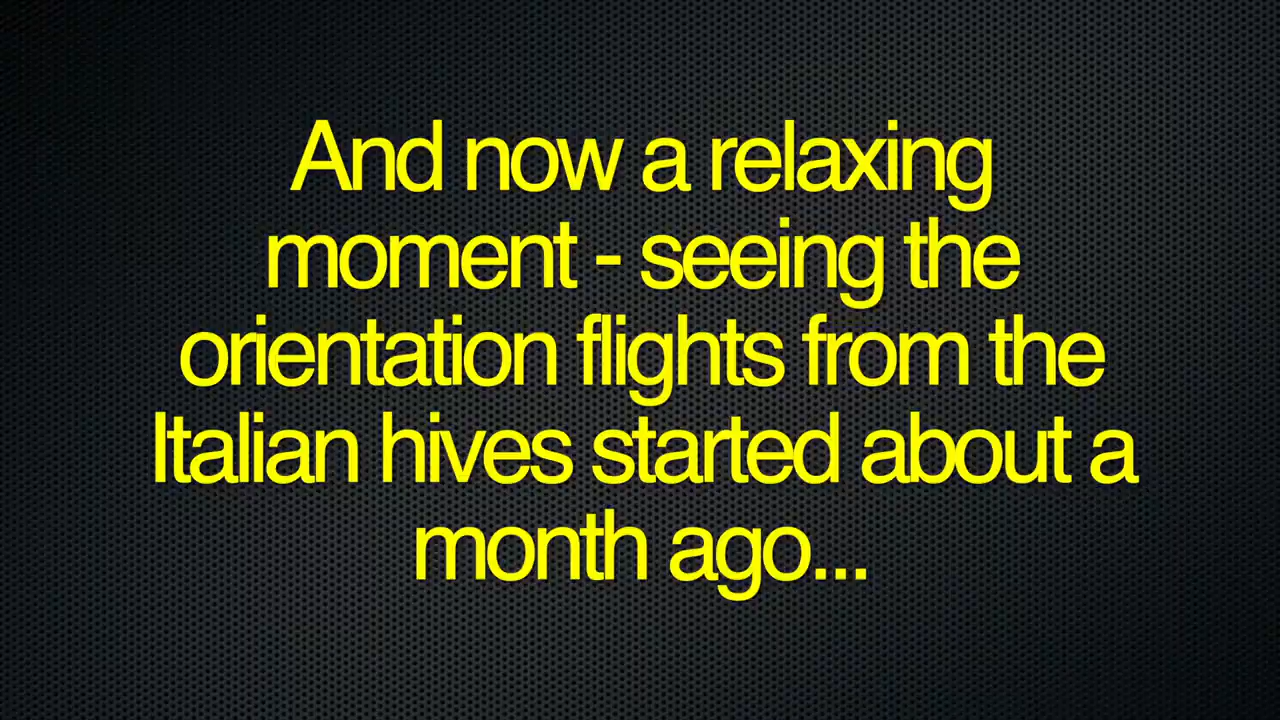 And now a relaxing
moment - seeing the
orientation flights from the
Italian hives started about a
month ago...